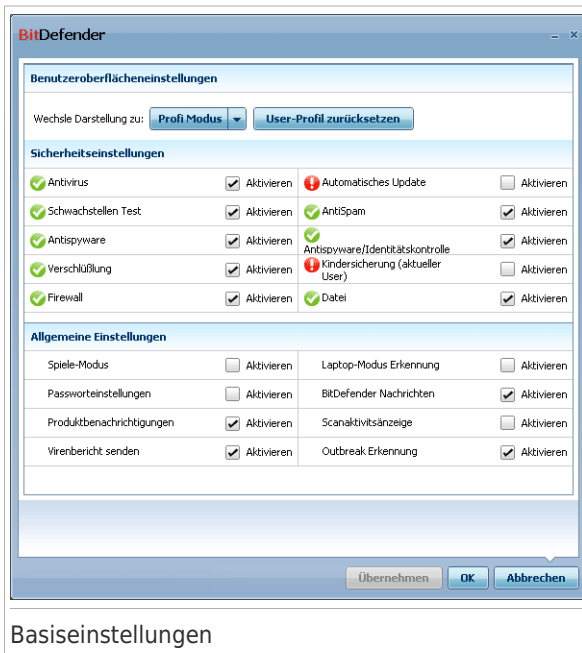 BitDefender
Benutzeroberflächeneinstellungen
Wechsle Darstellung zu: Profi Modus User-Profil zurücksetzen
Sicherheitseinstellungen
Antivirus Aktivieren Automatisches Update Aktivieren
Schwachstellen Test Aktivieren AntiSpam Aktivieren
Antispyware Aktivieren Antispyware/Identitätskontrolle Aktivieren
Verschlüßlung Aktivieren Kindersicherung (aktueller
User) Aktivieren
Firewall Aktivieren Datei Aktivieren
Allgemeine Einstellungen
Spiele-Modus Aktivieren Laptop-Modus Erkennung Aktivieren
Passworteinstellungen Aktivieren BitDefender Nachrichten Aktivieren
Produktbenachrichtigungen Aktivieren Scanaktivitsänzeige Aktivieren
Virenbericht senden Aktivieren Outbreak Erkennung Aktivieren
Übernehmen OK Abbrechen
Basiseinstellungen